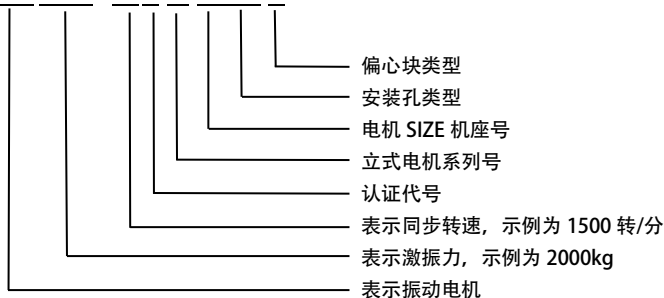 偏心块类型
安装孔类型
电机 SIZE 机座号
立式电机系列号
认证代号
表示同步转速，示例为 1500 转/分
表示激振力，示例为 2000kg
表示振动电机